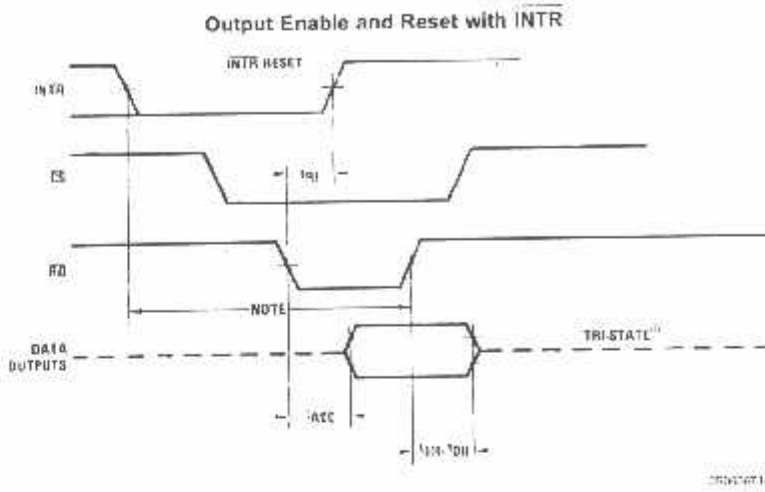 Output Enable and Reset with INTR
INTR RESET
INTR
CS
RD
NOTE
DATA
OUTPUTS
TRI-STATE